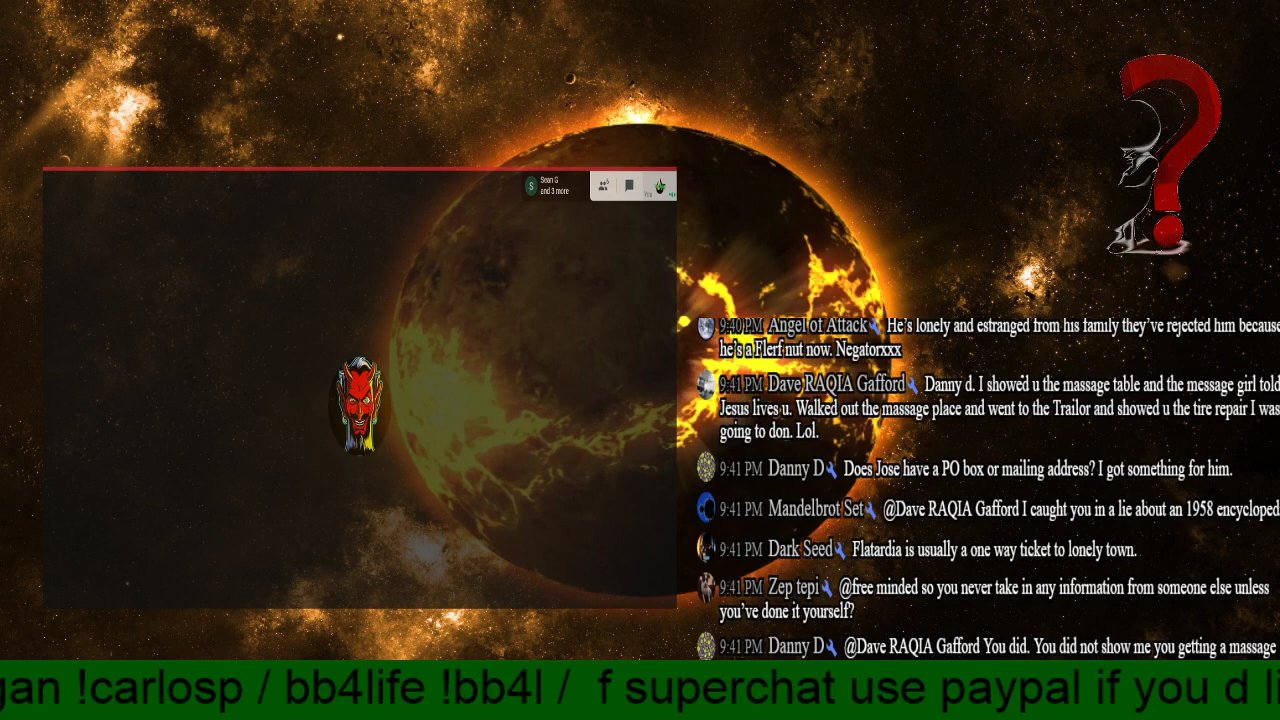 Sean G
and 3 more
You
S
9:40 PM Angel of Attack He's lonely and estranged from his family they've rejected him because
he's a Flerf nut now. Negatorxxx
9:41 PM Dave RAQIA Gafford Danny d. I showed u the massage table and the message girl told
Jesus lives u. Walked out the massage place and went to the Trailor and showed u the tire repair I was
going to don. Lol.
9:41 PM Danny D Does Jose have a PO box or mailing address? I got something for him.
9:41 PM Mandelbrot Set @Dave RAQIA Gafford I caught you in a lie about an 1958 encycloped
9:41 PM Dark Seed Flatardia is usually a one way ticket to lonely town.
9:41 PM Zep tepi @free minded so you never take in any information from someone else unless
you've done it yourself?
9:41 PM Danny D @Dave RAQIA Gafford You did. You did not show me you getting a massage
gan !carlosp / bb4life !bb4l / f superchat use paypal if you d li